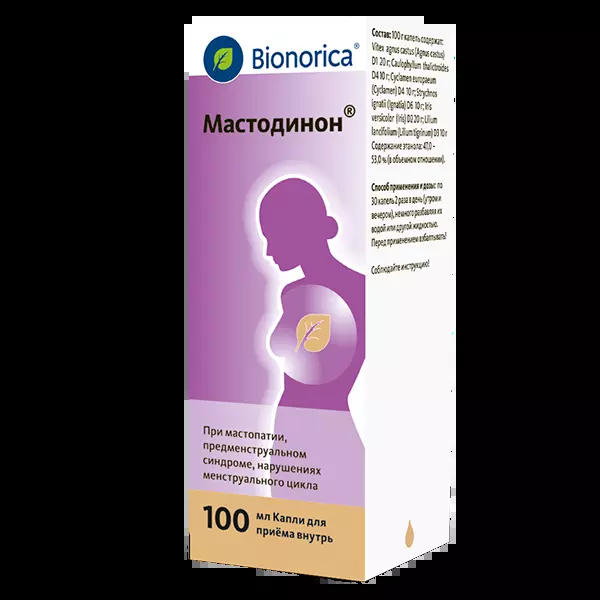 Bionorica®
Мастодинон®
При мастопатии,
предменструальном
синдроме, нарушениях
менструального цикла
100 мл Капли для
приёма внутрь
Состав: 100 г капель содержат:
Vitex agnus castus (Agnus castus)
D1 20 г; Caulophyllum thalictroides
D4 10 г; Cyclamen europaeum
(Cyclamen) D4 10 г; Strychnos
ignatii (Ignatia) D6 10 г; Iris
versicolor (Iris) D2 20 г; Lilium
lancifolium (Lilium tigrinum) D3 10 г
Содержание этанола: 47,0 –
53,0 % (в объемном отношении).
Способ применения и дозы: по
30 капель 2 раза в день (утром и
вечером), немного разбавляя их
водой или другой жидкостью.
Перед применением взбалтывать!
Соблюдайте инструкцию!